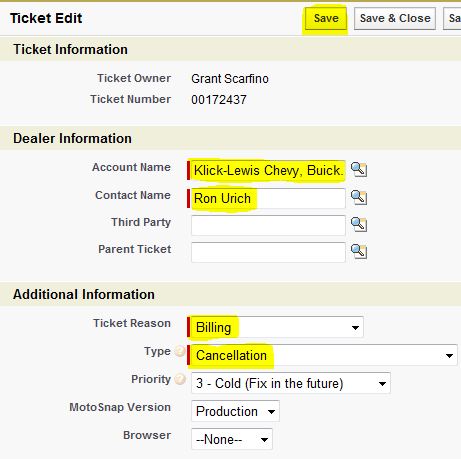 Ticket Edit
Save
Save & Close
Sa
Ticket Information
Ticket Owner Grant Scarfino
Ticket Number 00172437
Dealer Information
Account Name Klick-Lewis Chevy, Buick.
Contact Name Ron Urich
Third Party
Parent Ticket
Additional Information
Ticket Reason Billing
Type ? Cancellation
Priority ? 3 - Cold (Fix in the future)
MotoSnap Version Production
Browser --None--